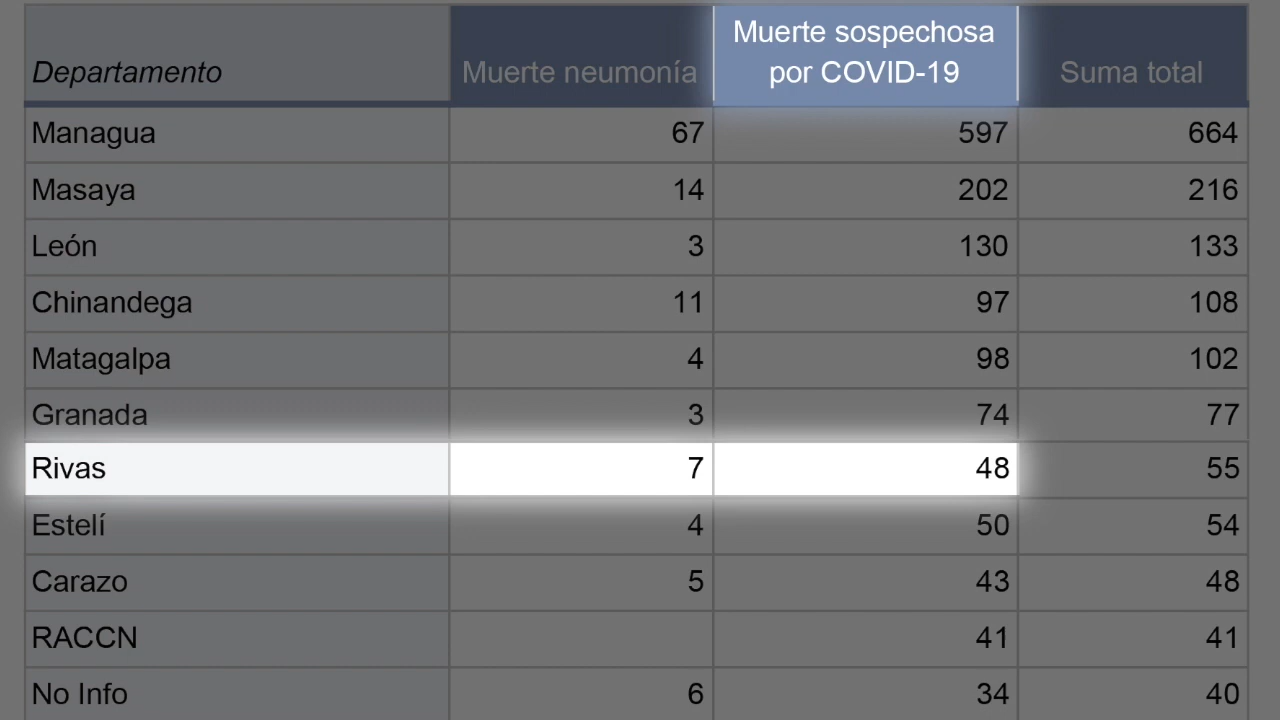 Departamento Muerte neumonía Muerte sospechosa por COVID-19 Suma total
Managua 67 597 664
Masaya 14 202 216
León 3 130 133
Chinandega 11 97 108
Matagalpa 4 98 102
Granada 3 74 77
Rivas 7 48 55
Estelí 4 50 54
Carazo 5 43 48
RACCN 41 41
No Info 6 34 40